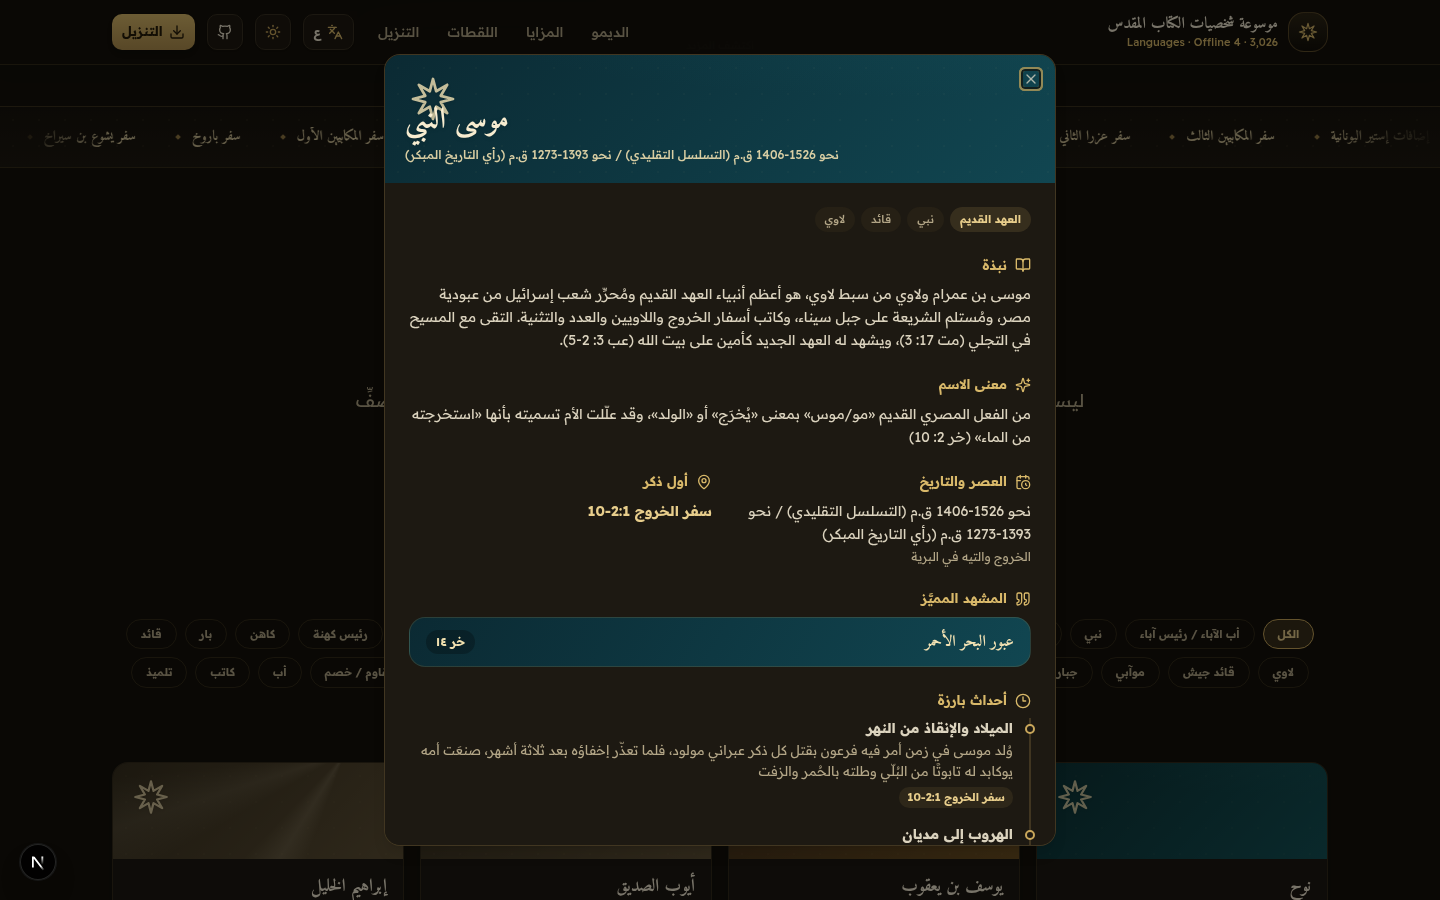 موسوعة شخصيات الكتاب المقدس
3,026 · 4 Languages · Offline
الديمو
المزايا
اللقطات
التنزيل
ع
التنزيل
إضافات إستير اليونانية
سفر المكابيين الثالث
سفر عزرا الثاني
سفر المكابيين الأول
سفر باروخ
سفر يشوع بن سيراخ
موسى النبي
نحو 1526-1406 ق.م (التسلسل التقليدي) / نحو 1393-1273 ق.م (رأي التاريخ المبكر)
العهد القديم
نبي
قائد
لاوي
نبذة
موسى بن عمرام ولاوي من سبط لاوي، هو أعظم أنبياء العهد القديم ومُحرِّر شعب إسرائيل من عبودية
مصر، ومُستلم الشريعة على جبل سيناء، وكاتب أسفار الخروج واللاويين والعدد والتثنية. التقى مع المسيح
في التجلي (مت 17: 3)، ويشهد له العهد الجديد كأمين على بيت الله (عب 3: 2-5).
معنى الاسم
من الفعل المصري القديم «مو/موس» بمعنى «يُخرَج» أو «الولد»، وقد علّلت الأم تسميته بأنها «استخرجته
من الماء» (خر 2: 10)
العصر والتاريخ
نحو 1526-1406 ق.م (التسلسل التقليدي) / نحو
1393-1273 ق.م (رأي التاريخ المبكر)
الخروج والتيه في البرية
أول ذكر
سفر الخروج 2:1-10
المشهد المميَّز
عبور البحر الأحمر
خر ١٤
أحداث بارزة
الميلاد والإنقاذ من النهر
وُلد موسى في زمن أمر فيه فرعون بقتل كل ذكر عبراني مولود، فلما تعذّر إخفاؤه بعد ثلاثة أشهر، صنعَت أمه
يوكابد له تابوتًا من البُلّي وطلته بالحُمر والزفت
سفر الخروج 2:1-10
الهروب إلى مديان
الكل
أب الآباء / رئيس آباء
نبي
رئيس كهنة
كاهن
بار
قائد
لاوي
قائد جيش
موآبي
جبار
مقاوم / خصم
أب
كاتب
تلميذ
نوح
يوسف بن يعقوب
أيوب الصديق
إبراهيم الخليل
N